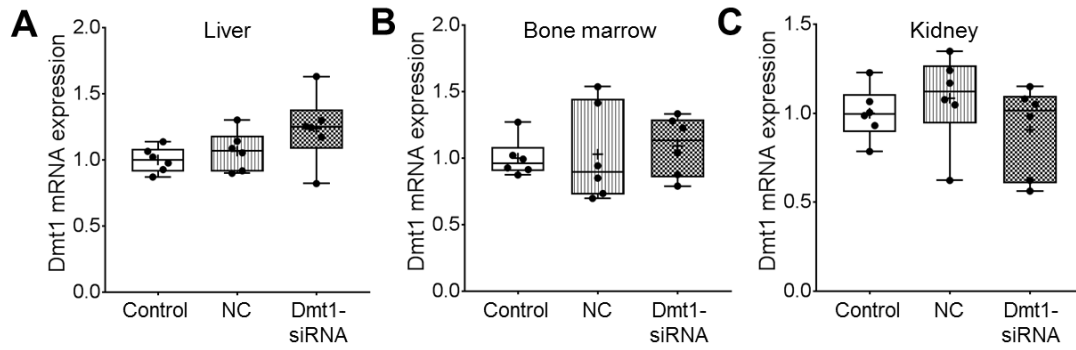 A
Liver
Dmt1 mRNA expression
2.0
1.5
1.0
0.5
0.0
Control
NC
Dmt1-
siRNA
B
Bone marrow
Dmt1 mRNA expression
2.0
1.5
1.0
0.5
0.0
Control
NC
Dmt1-
siRNA
C
Kidney
Dmt1 mRNA expression
1.5
1.0
0.5
0.0
Control
NC
Dmt1-
siRNA